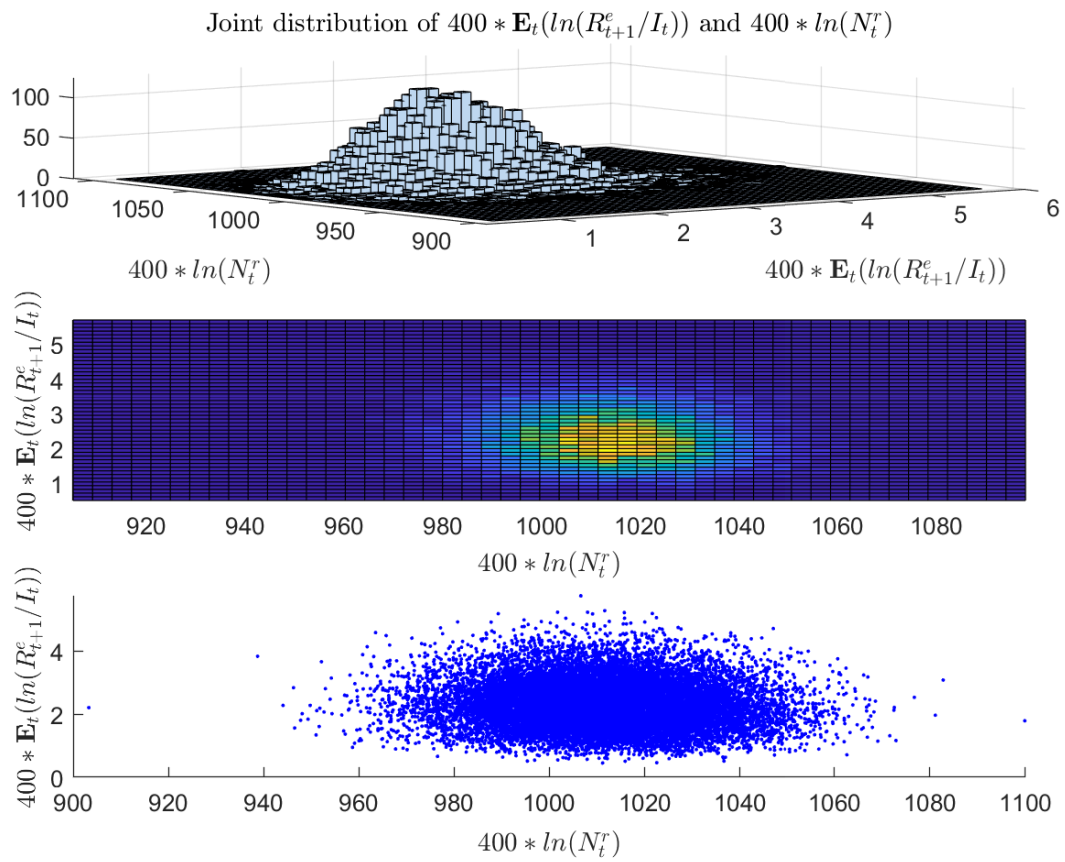 Joint distribution of 400 * E_t(ln(R^e_{t+1}/I_t)) and 400 * ln(N^r_t)
100
50
0
1100
1050
1000
950
900
1
2
3
4
5
6
400 * ln(N^r_t)
400 * E_t(ln(R^e_{t+1}/I_t))
400 * E_t(ln(R^e_{t+1}/I_t))
5
4
3
2
1
920 940 960 980 1000 1020 1040 1060 1080
400 * ln(N^r_t)
400 * E_t(ln(R^e_{t+1}/I_t))
4
2
0
900 920 940 960 980 1000 1020 1040 1060 1080 1100
400 * ln(N^r_t)